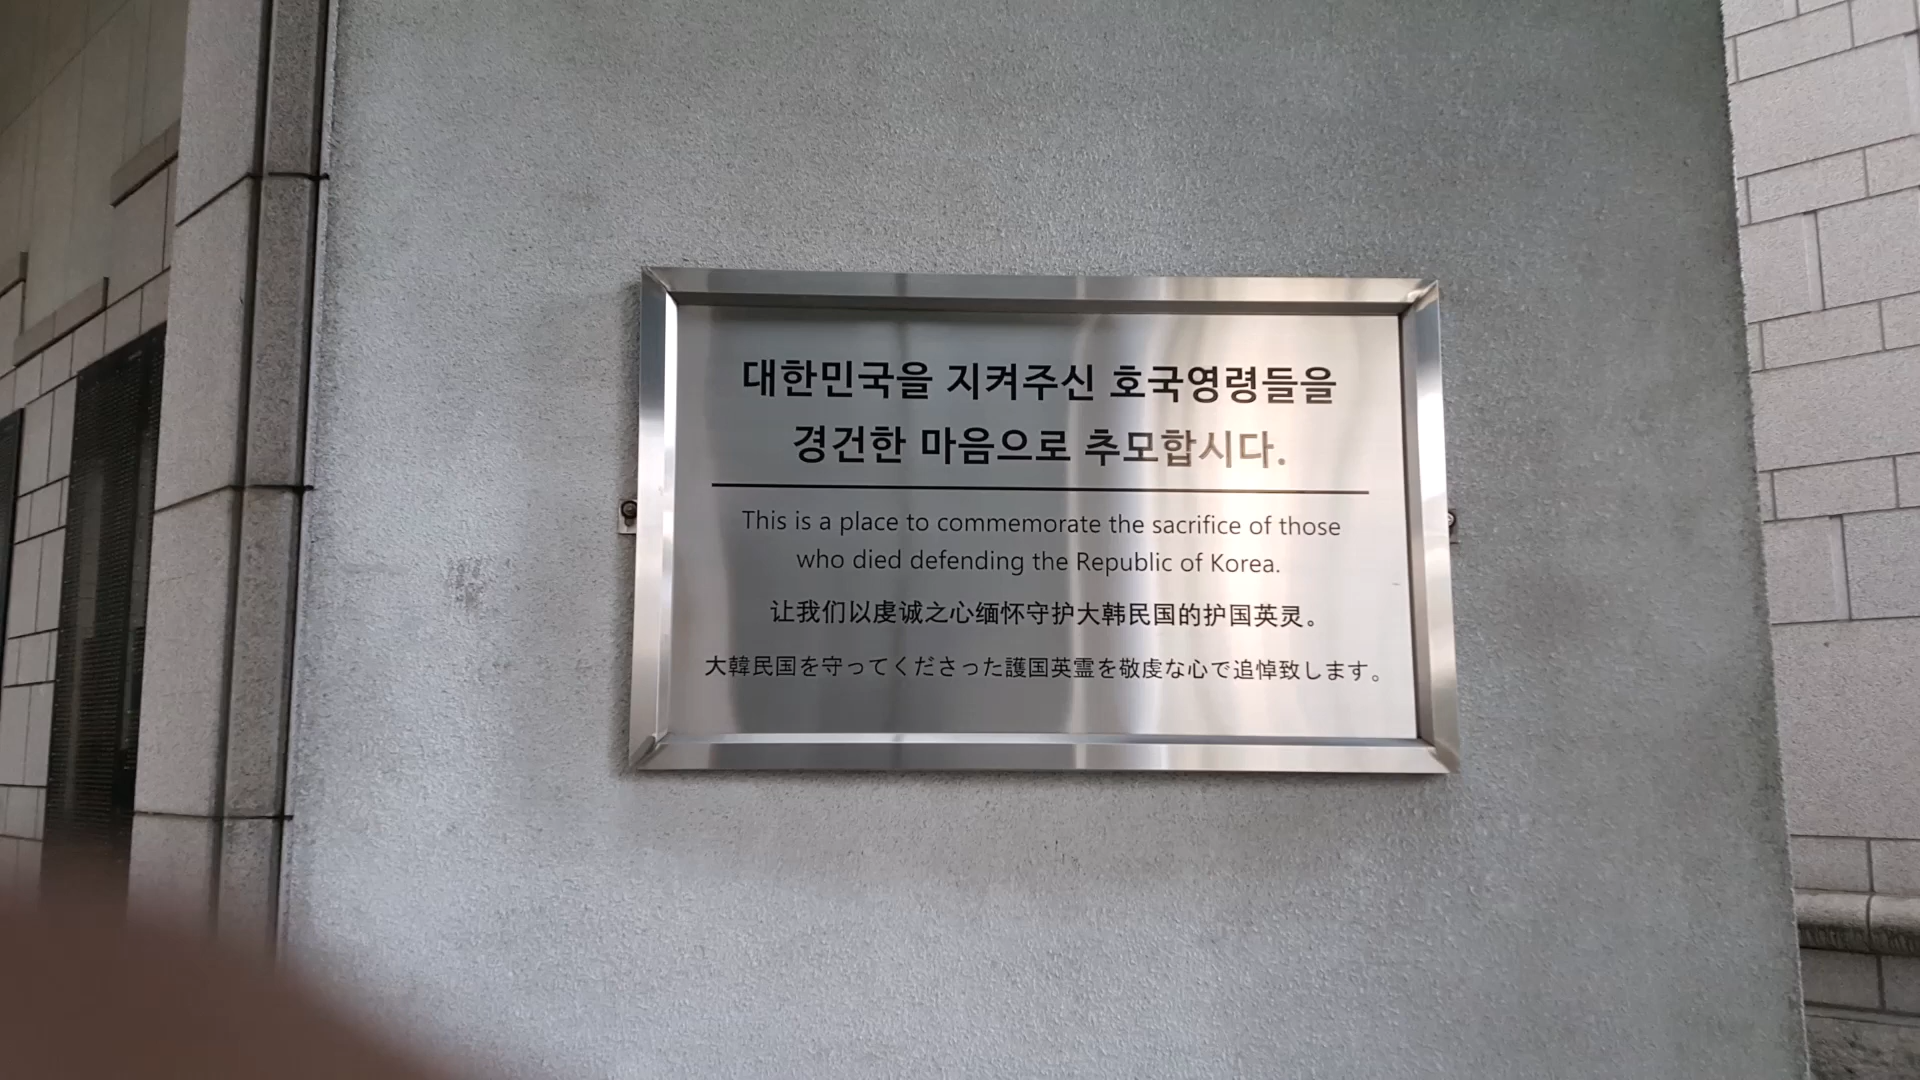 대한민국을 지켜주신 호국영령들을
경건한 마음으로 추모합시다.
This is a place to commemorate the sacrifice of those
who died defending the Republic of Korea.
让我们以虔诚之心缅怀守护大韩民国的护国英灵。
大韓民国を守ってくださった護国英霊を敬虔な心で追悼致します。